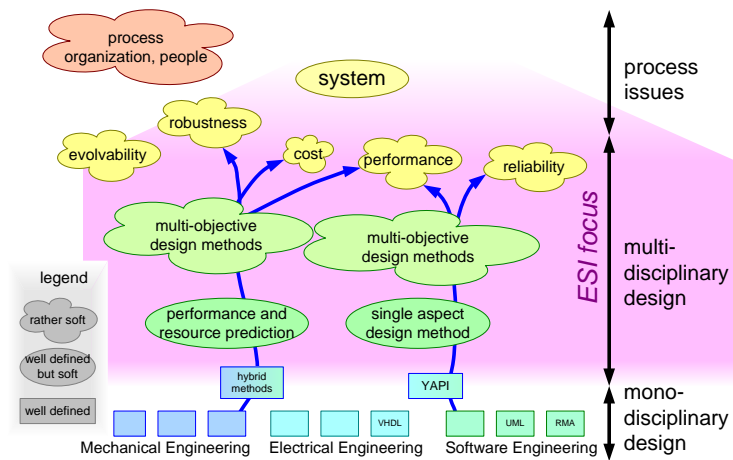 process
organization, people
system
process
issues
robustness
evolvability
cost
performance
reliability
multi-objective
design methods
multi-objective
design methods
ESI focus
multi-
disciplinary
design
legend
rather soft
well defined
but soft
well defined
performance and
resource prediction
single aspect
design method
hybrid
methods
YAPI
mono-
disciplinary
design
VHDL
UML
RMA
Mechanical Engineering
Electrical Engineering
Software Engineering